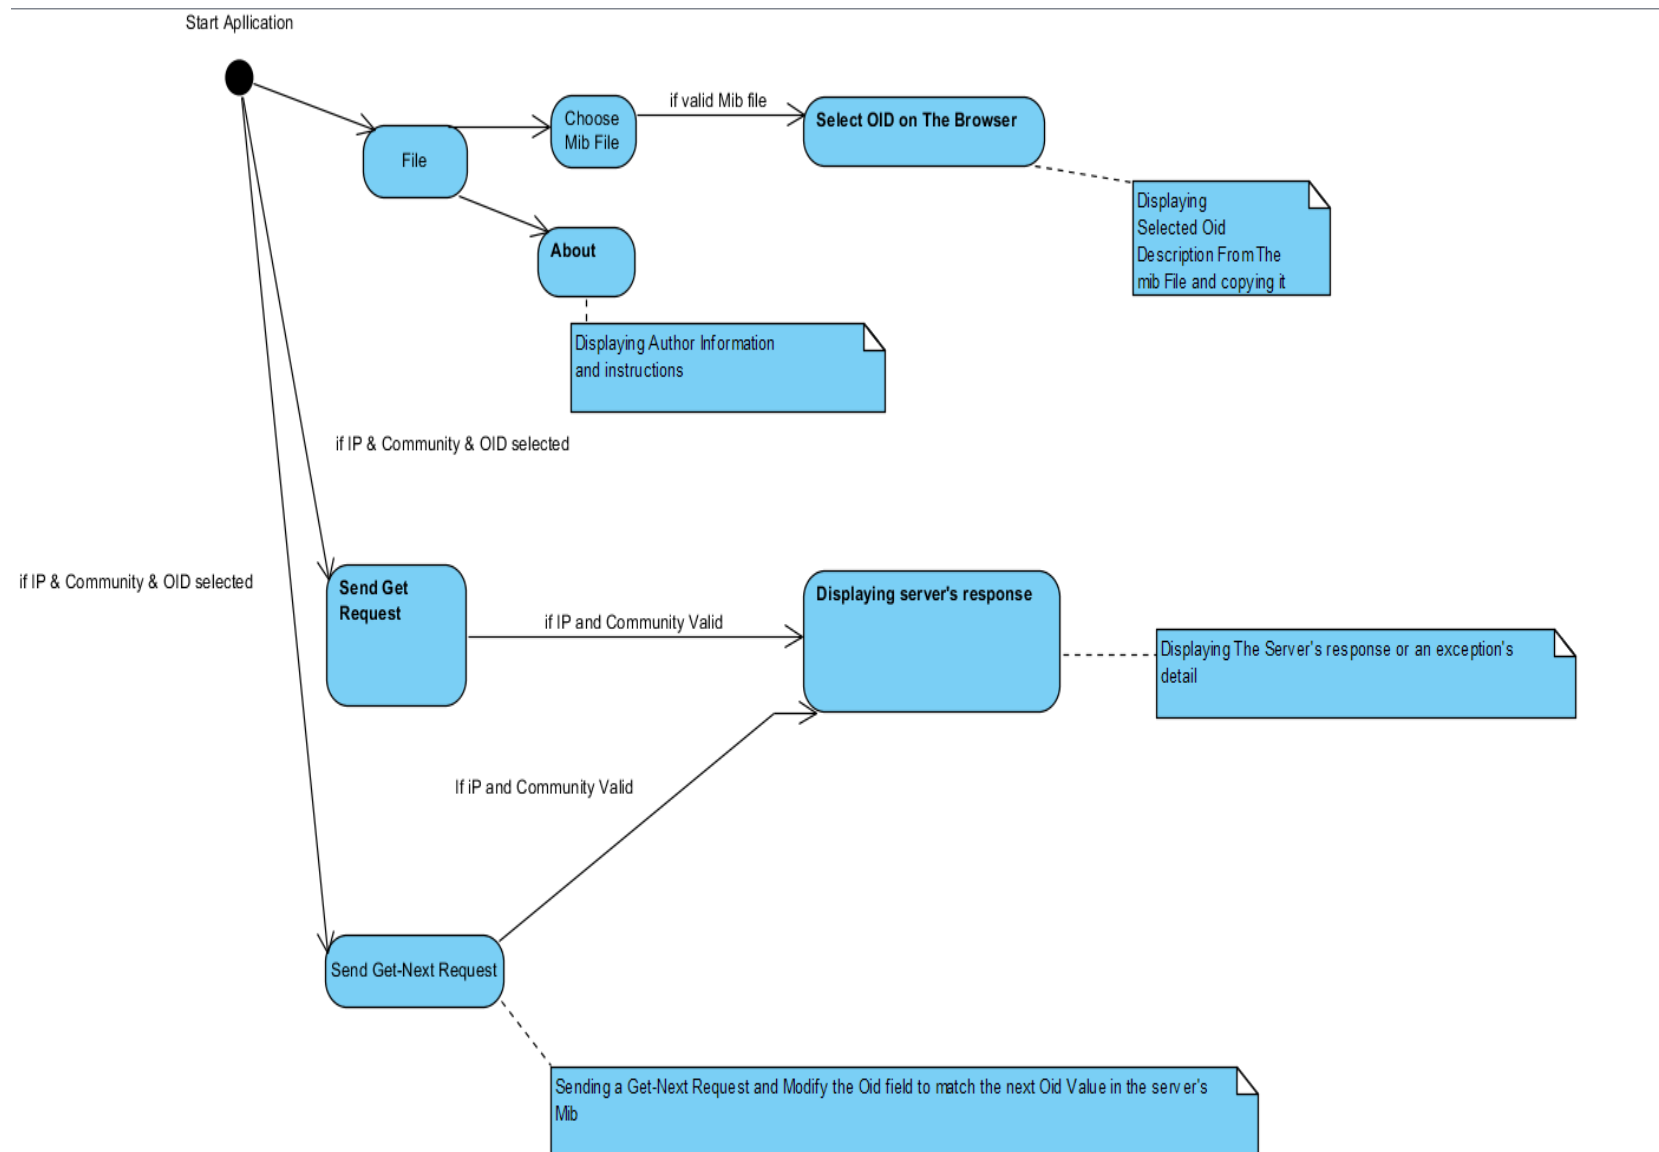 Start Apllication
Choose
Mib File
if valid Mib file
Select OID on The Browser
File
Displaying
Selected Oid
Description From The
mib File and copying it
About
Displaying Author Information
and instructions
if IP & Community & OID selected
if IP & Community & OID selected
Send Get
Request
if IP and Community Valid
Displaying server's response
Displaying The Server's response or an exception's
detail
If iP and Community Valid
Send Get-Next Request
Sending a Get-Next Request and Modify the Oid field to match the next Oid Value in the server's
Mib